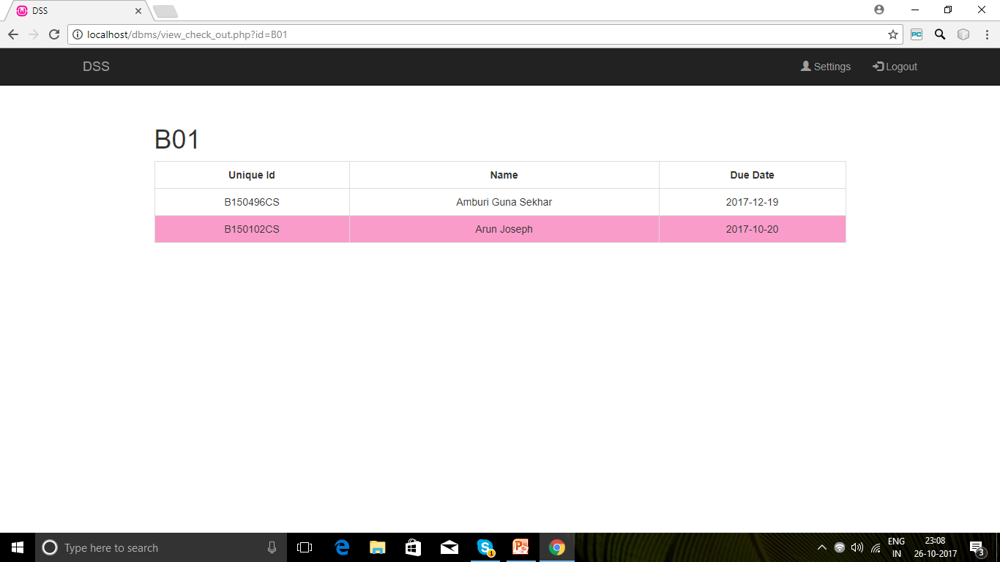 DSS
localhost/dbms/view_check_out.php?id=B01
PC
DSS Settings Logout
B01
Unique Id Name Due Date
B150496CS Amburi Guna Sekhar 2017-12-19
B150102CS Arun Joseph 2017-10-20
Type here to search
1
ENG
IN
23:08
26-10-2017
3